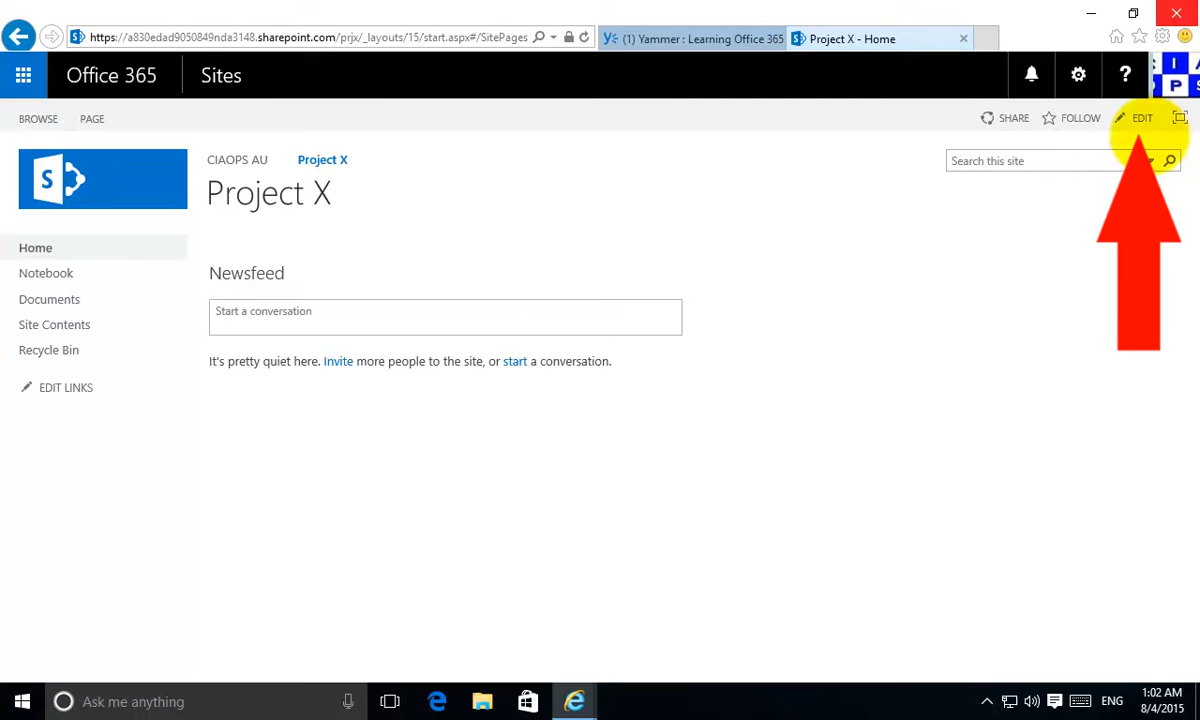 https://a830edad9050849nda3148.sharepoint.com/prjx/_layouts/15/start.aspx#/SitePages
(1) Yammer : Learning Office 365
Project X - Home
Office 365
Sites
?
BROWSE
PAGE
SHARE
FOLLOW
EDIT
CIAOPS AU
Project X
Search this site
Project X
Home
Notebook
Documents
Site Contents
Recycle Bin
EDIT LINKS
Newsfeed
Start a conversation
It's pretty quiet here. Invite more people to the site, or start a conversation.
Ask me anything
ENG
1:02 AM
8/4/2015